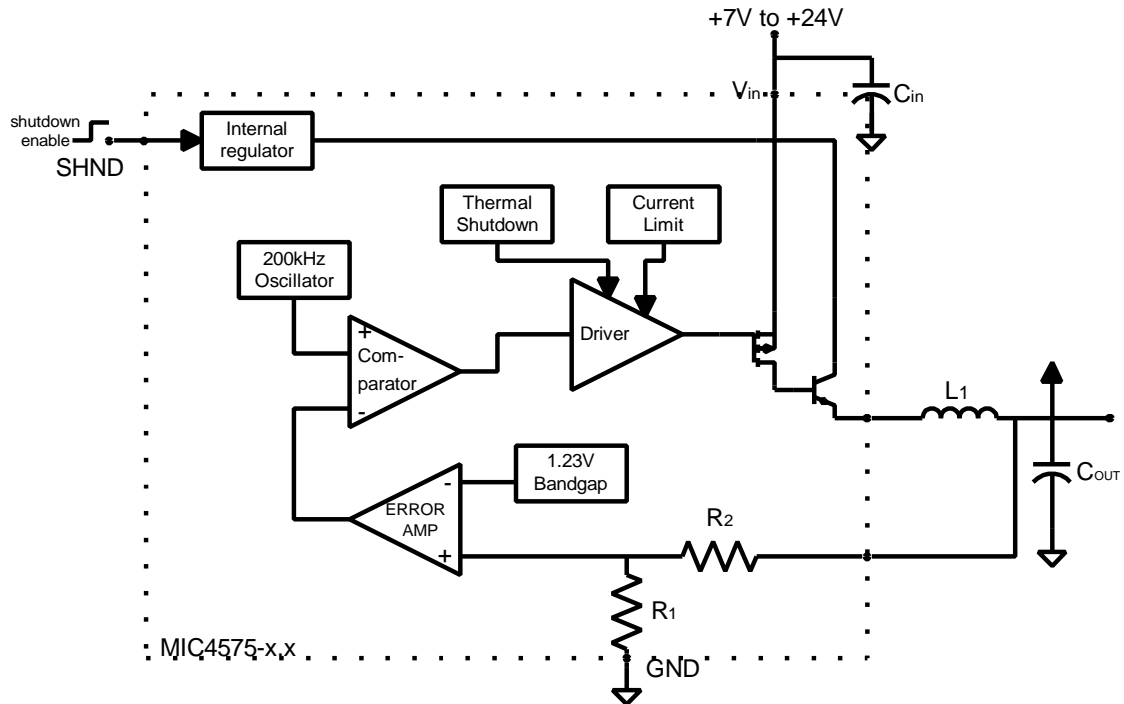 +7V to +24V
Vin
Cin
shutdown
enable
SHND
Internal
regulator
Thermal
Shutdown
Current
Limit
200kHz
Oscillator
+
Com-
parator
-
Driver
L1
COUT
1.23V
Bandgap
-
ERROR
AMP
+
R2
R1
MIC4575-x.x
GND